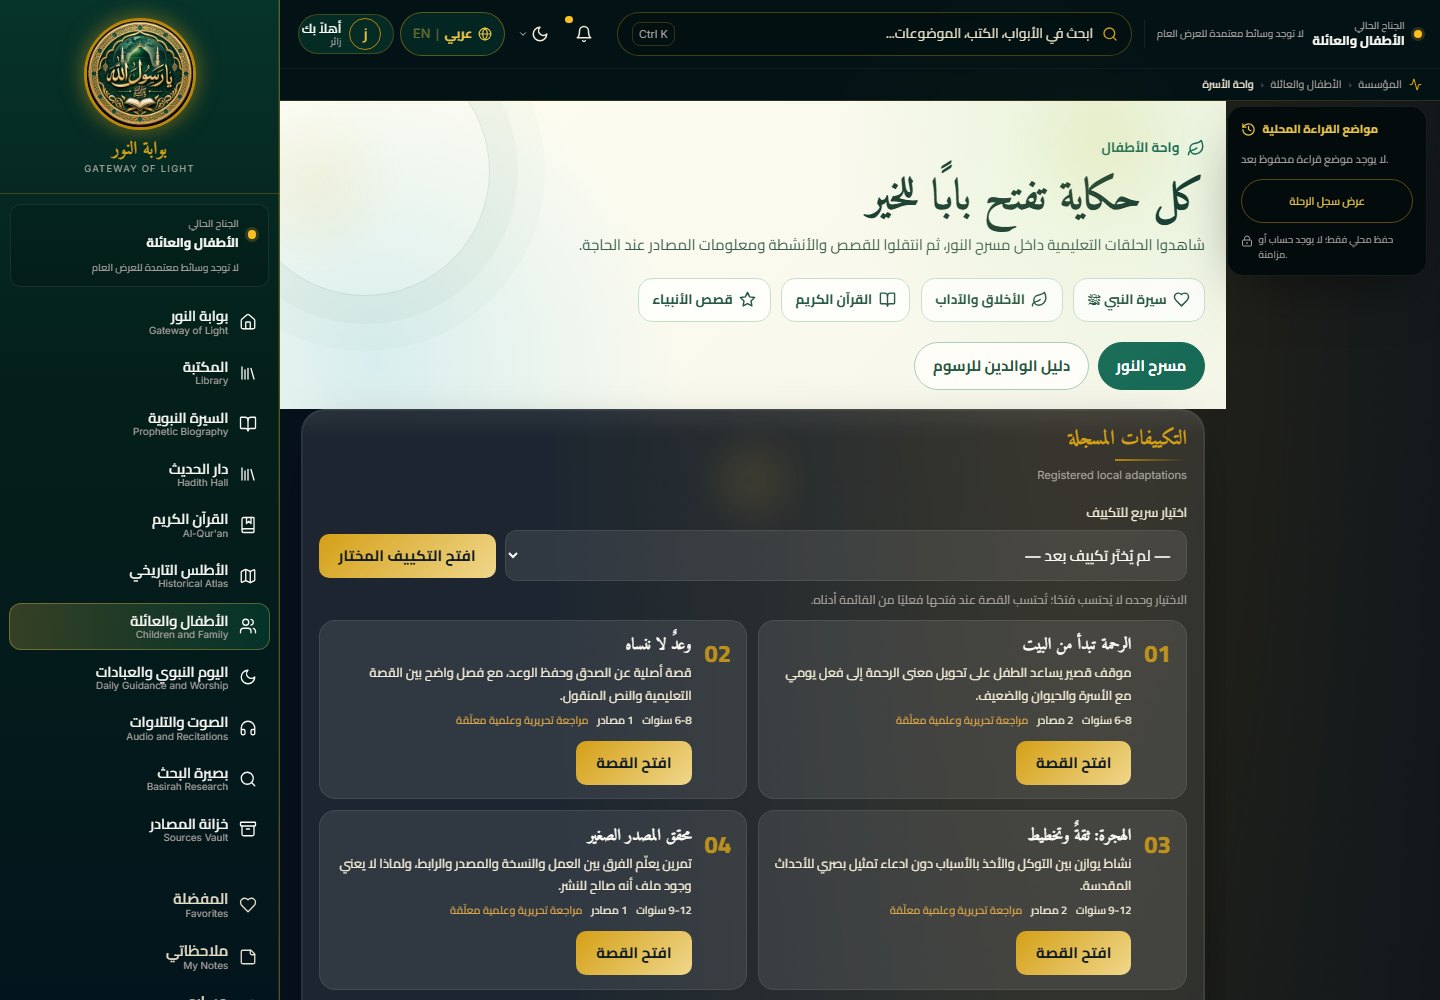 الجناح الحالي
الأطفال والعائلة
لا توجد وسائط معتمدة للعرض العام
ابحث في الأبواب، الكتب، الموضوعات...
Ctrl K
عربي | EN
ز
أهلاً بك
زائر
المؤسسة › الأطفال والعائلة › واحة الأسرة
يا رسول الله
بوابة النور
GATEWAY OF LIGHT
الجناح الحالي
الأطفال والعائلة
لا توجد وسائط معتمدة للعرض العام
بوابة النور
Gateway of Light
المكتبة
Library
السيرة النبوية
Prophetic Biography
دار الحديث
Hadith Hall
القرآن الكريم
Al-Qur'an
الأطلس التاريخي
Historical Atlas
الأطفال والعائلة
Children and Family
اليوم النبوي والعبادات
Daily Guidance and Worship
الصوت والتلاوات
Audio and Recitations
بصيرة البحث
Basirah Research
خزانة المصادر
Sources Vault
المفضلة
Favorites
ملاحظاتي
My Notes
مواضع القراءة المحلية
لا يوجد موضع قراءة محفوظ بعد.
عرض سجل الرحلة
حفظ محلي فقط؛ لا يوجد حساب أو
مزامنة.
واحة الأطفال
كل حكاية تفتح بابًا للخير
شاهدوا الحلقات التعليمية داخل مسرح النور، ثم انتقلوا للقصص والأنشطة ومعلومات المصادر عند الحاجة.
سيرة النبي ﷺ
الأخلاق والآداب
القرآن الكريم
قصص الأنبياء
مسرح النور
دليل الوالدين للرسوم
التكييفات المسجلة
Registered local adaptations
اختيار سريع للتكييف
— لم يُختَر تكييف بعد —
افتح التكييف المختار
الاختيار وحده لا يُحتسب فتحًا؛ تُحتسب القصة عند فتحها فعليًا من القائمة أدناه.
01
الرحمة تبدأ من البيت
موقف قصير يساعد الطفل على تحويل معنى الرحمة إلى فعل يومي
مع الأسرة والحيوان والضعيف.
6-8 سنوات 2 مصادر مراجعة تحريرية وعلمية معلّقة
افتح القصة
02
وعدٌ لا ننساه
قصة أصلية عن الصدق وحفظ الوعد، مع فصل واضح بين القصة
التعليمية والنص المنقول.
6-8 سنوات 1 مصادر مراجعة تحريرية وعلمية معلّقة
افتح القصة
03
الهجرة: ثقةٌ وتخطيط
نشاط يوازن بين التوكل والأخذ بالأسباب دون ادعاء تمثيل بصري للأحداث
المقدسة.
9-12 سنوات 2 مصادر مراجعة تحريرية وعلمية معلّقة
افتح القصة
04
محقق المصدر الصغير
تمرين يعلّم الفرق بين العمل والنسخة والمصدر والرابط، ولماذا لا يعني
وجود ملف أنه صالح للنشر.
9-12 سنوات 1 مصادر مراجعة تحريرية وعلمية معلّقة
افتح القصة